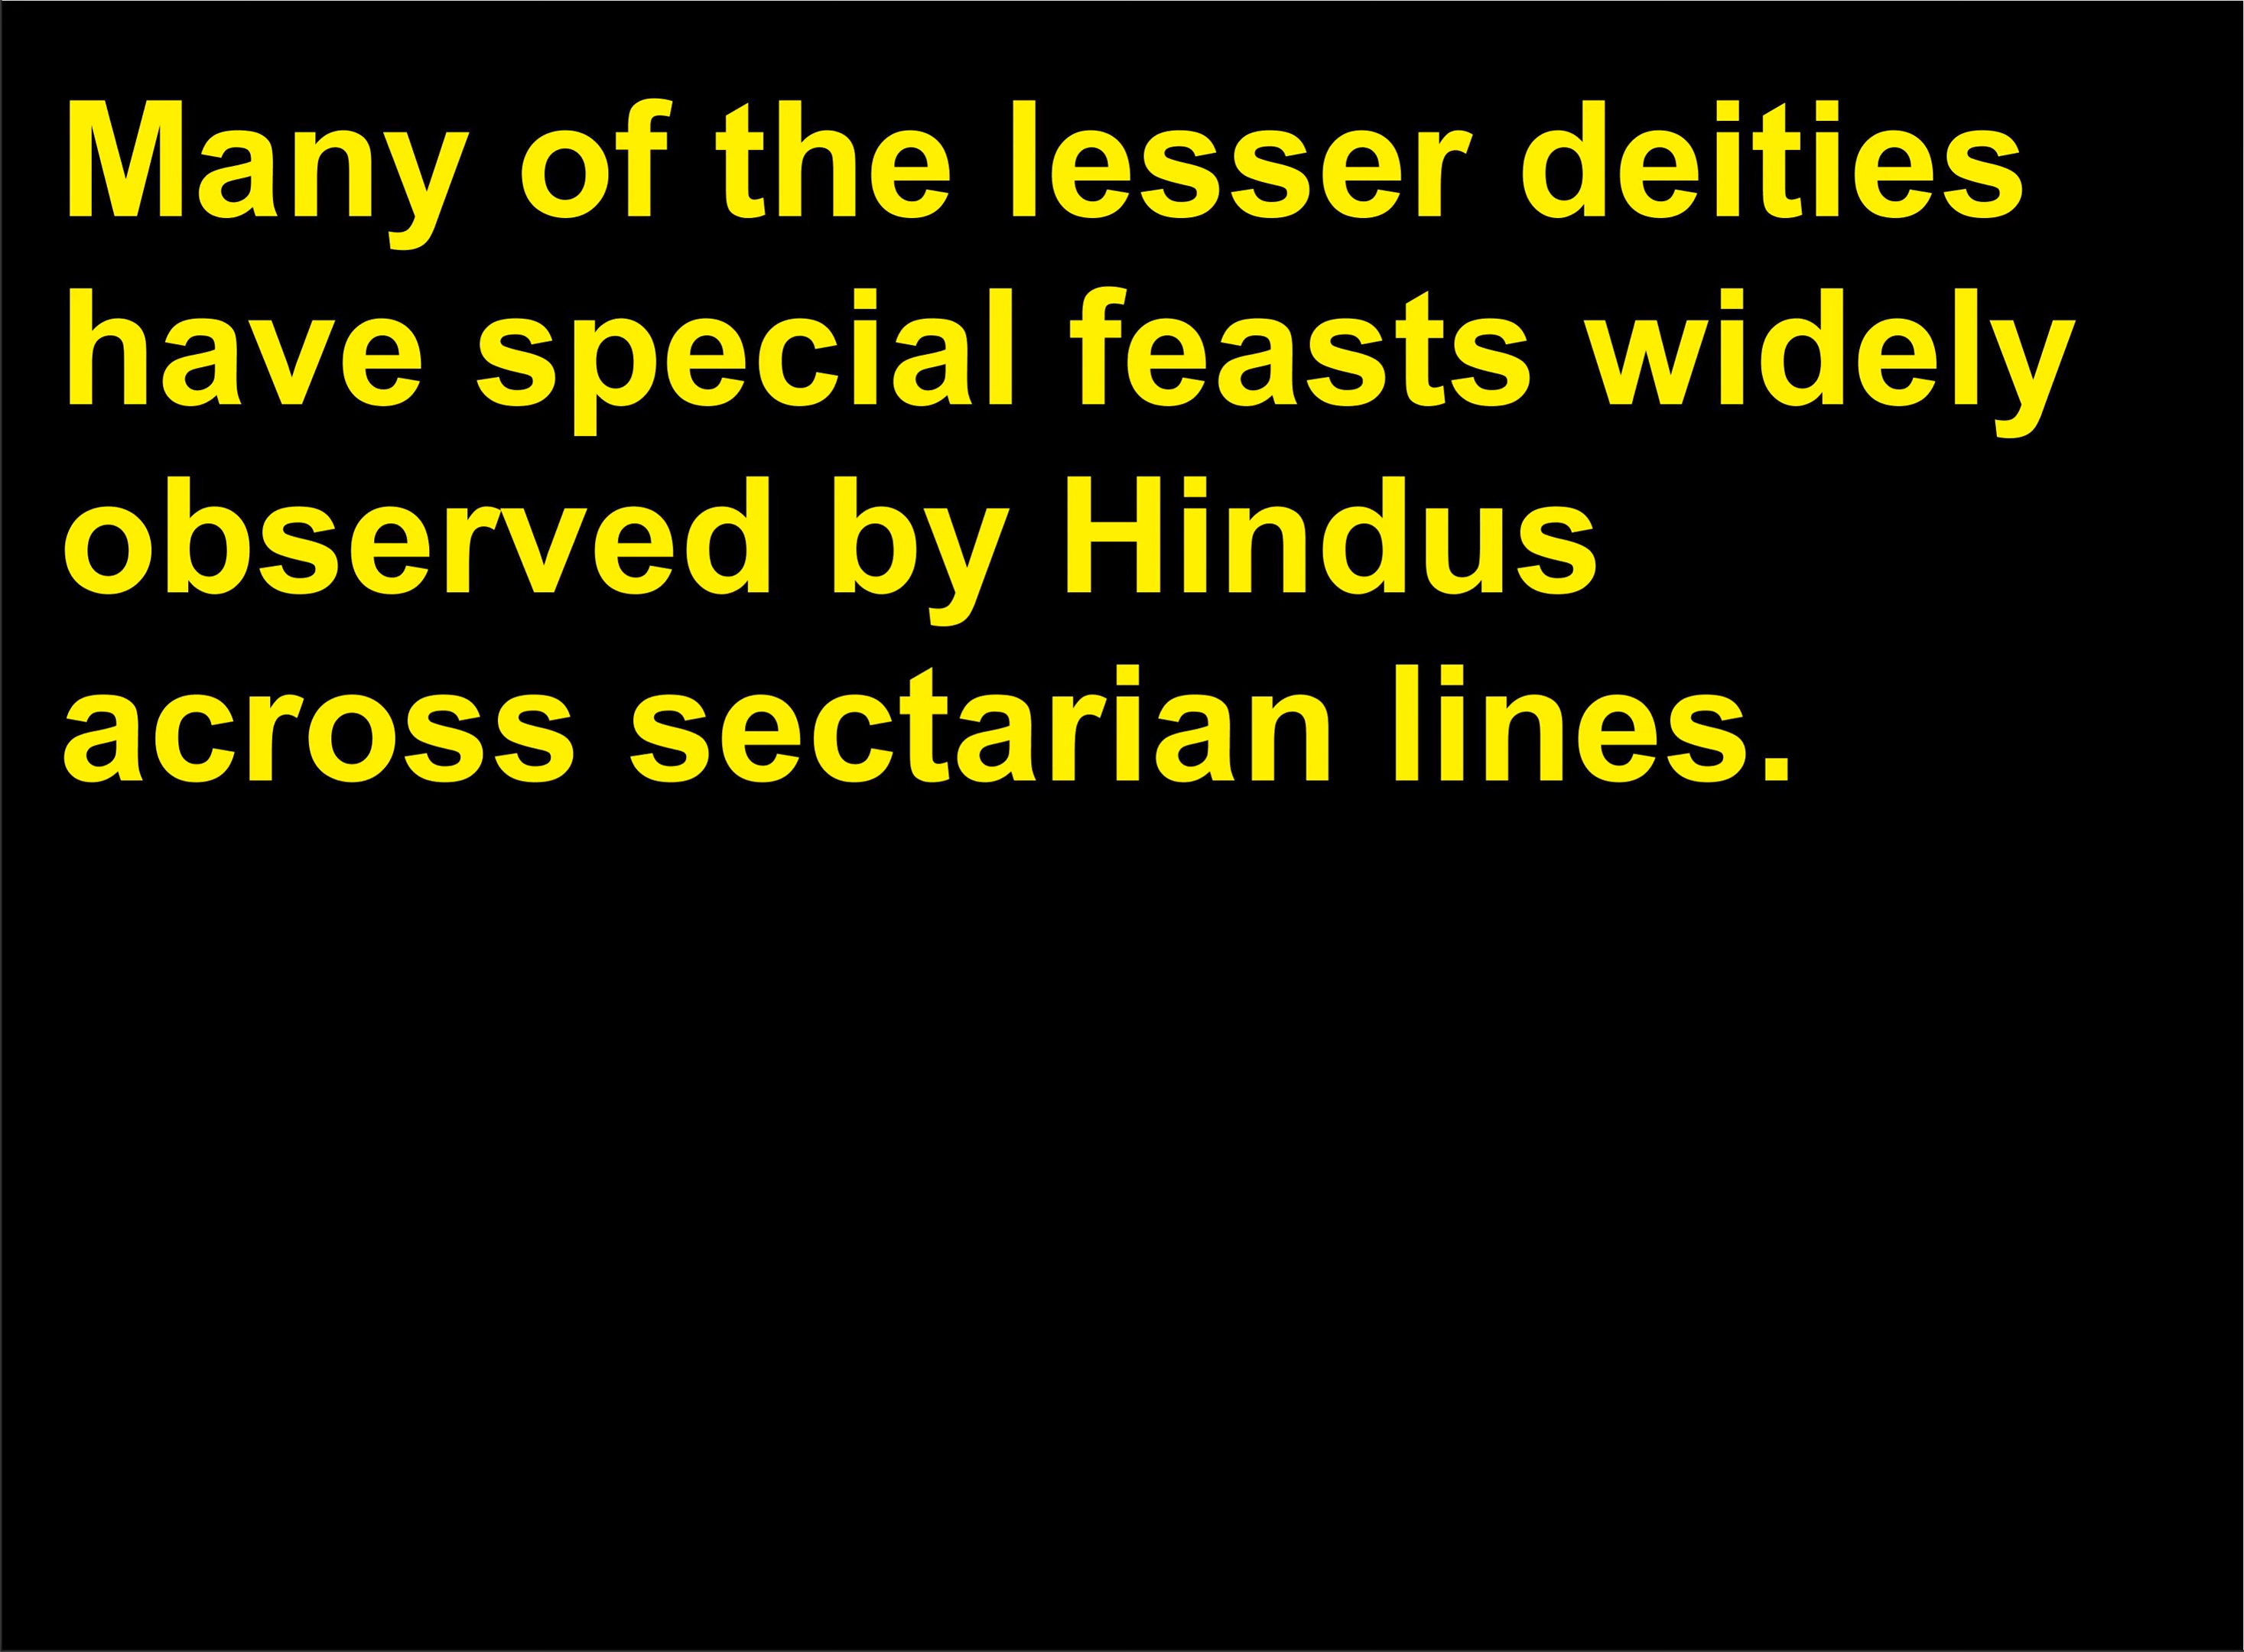 Many of the lesser deities
have special feasts widely
observed by Hindus
across sectarian lines.